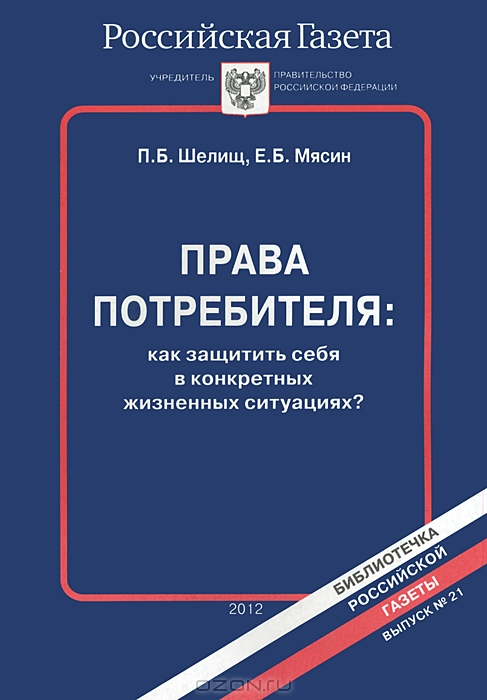 Российская Газета
УЧРЕДИТЕЛЬ
ПРАВИТЕЛЬСТВО
РОССИЙСКОЙ ФЕДЕРАЦИИ
П.Б. Шелищ, Е.Б. Мясин
ПРАВА
ПОТРЕБИТЕЛЯ:
как защитить себя
в конкретных
жизненных ситуациях?
БИБЛИОТЕЧКА
РОССИЙСКОЙ
ГАЗЕТЫ
ВЫПУСК № 21
2012
ozon.ru